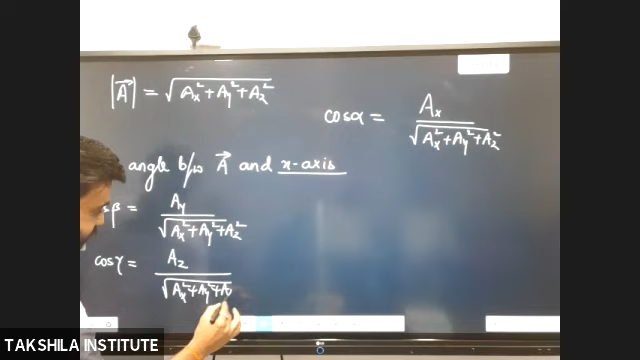 |A⃗| = √Ax² + Ay² + Az²
cosα = Ax / √Ax² + Ay² + Az²
angle b/w A⃗ and x-axis
β = Ay / √Ax² + Ay² + Az²
cosγ = Az / √Ax² + Ay² + A
TAKSHILA INSTITUTE